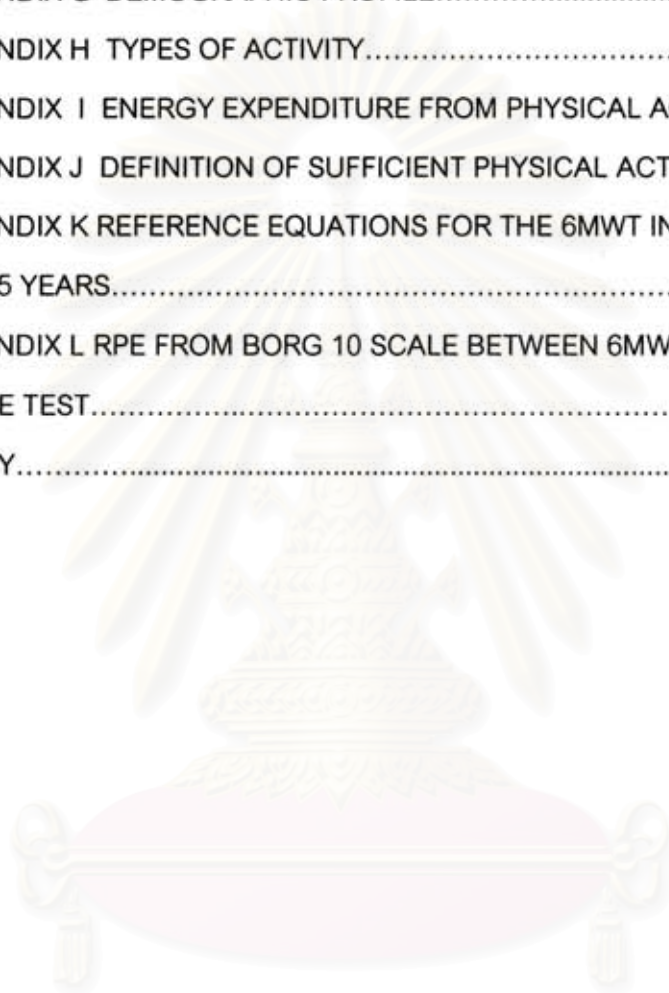 NDIX H TYPES OF ACTIVITY........................................
NDIX I ENERGY EXPENDITURE FROM PHYSICAL A
NDIX J DEFINITION OF SUFFICIENT PHYSICAL ACT
NDIX K REFERENCE EQUATIONS FOR THE 6MWT IN
5 YEARS........................................................................
NDIX L RPE FROM BORG 10 SCALE BETWEEN 6MW
E TEST...........................................................................
Y.....................................................................................